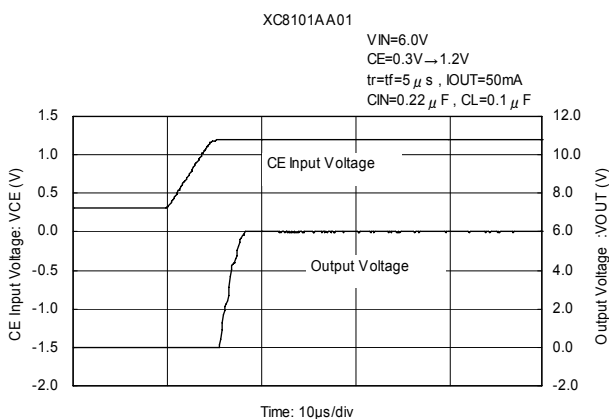 XC8101AA01
VIN=6.0V
CE=0.3V→1.2V
tr=tf=5μs , IOUT=50mA
CIN=0.22μF , CL=0.1μF
CE Input Voltage: VCE (V)
1.5
1.0
0.5
0.0
-0.5
-1.0
-1.5
-2.0
CE Input Voltage
Output Voltage
12.0
10.0
8.0
6.0
4.0
2.0
0.0
-2.0
Output Voltage :VOUT (V)
Time: 10μs/div